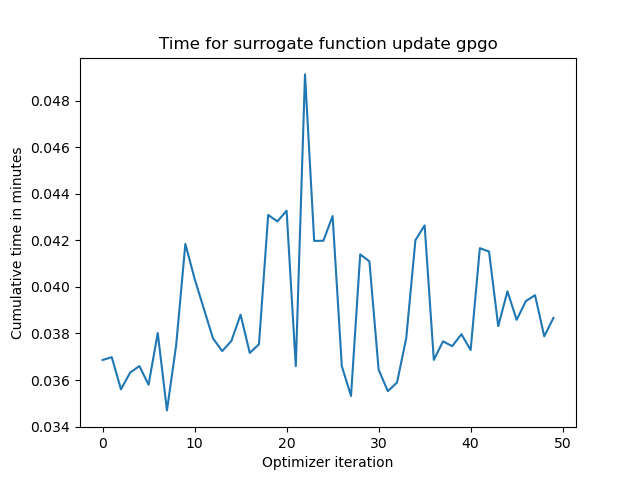 Time for surrogate function update gpgo
Cumulative time in minutes
0.048
0.046
0.044
0.042
0.040
0.038
0.036
0.034
0 10 20 30 40 50
Optimizer iteration